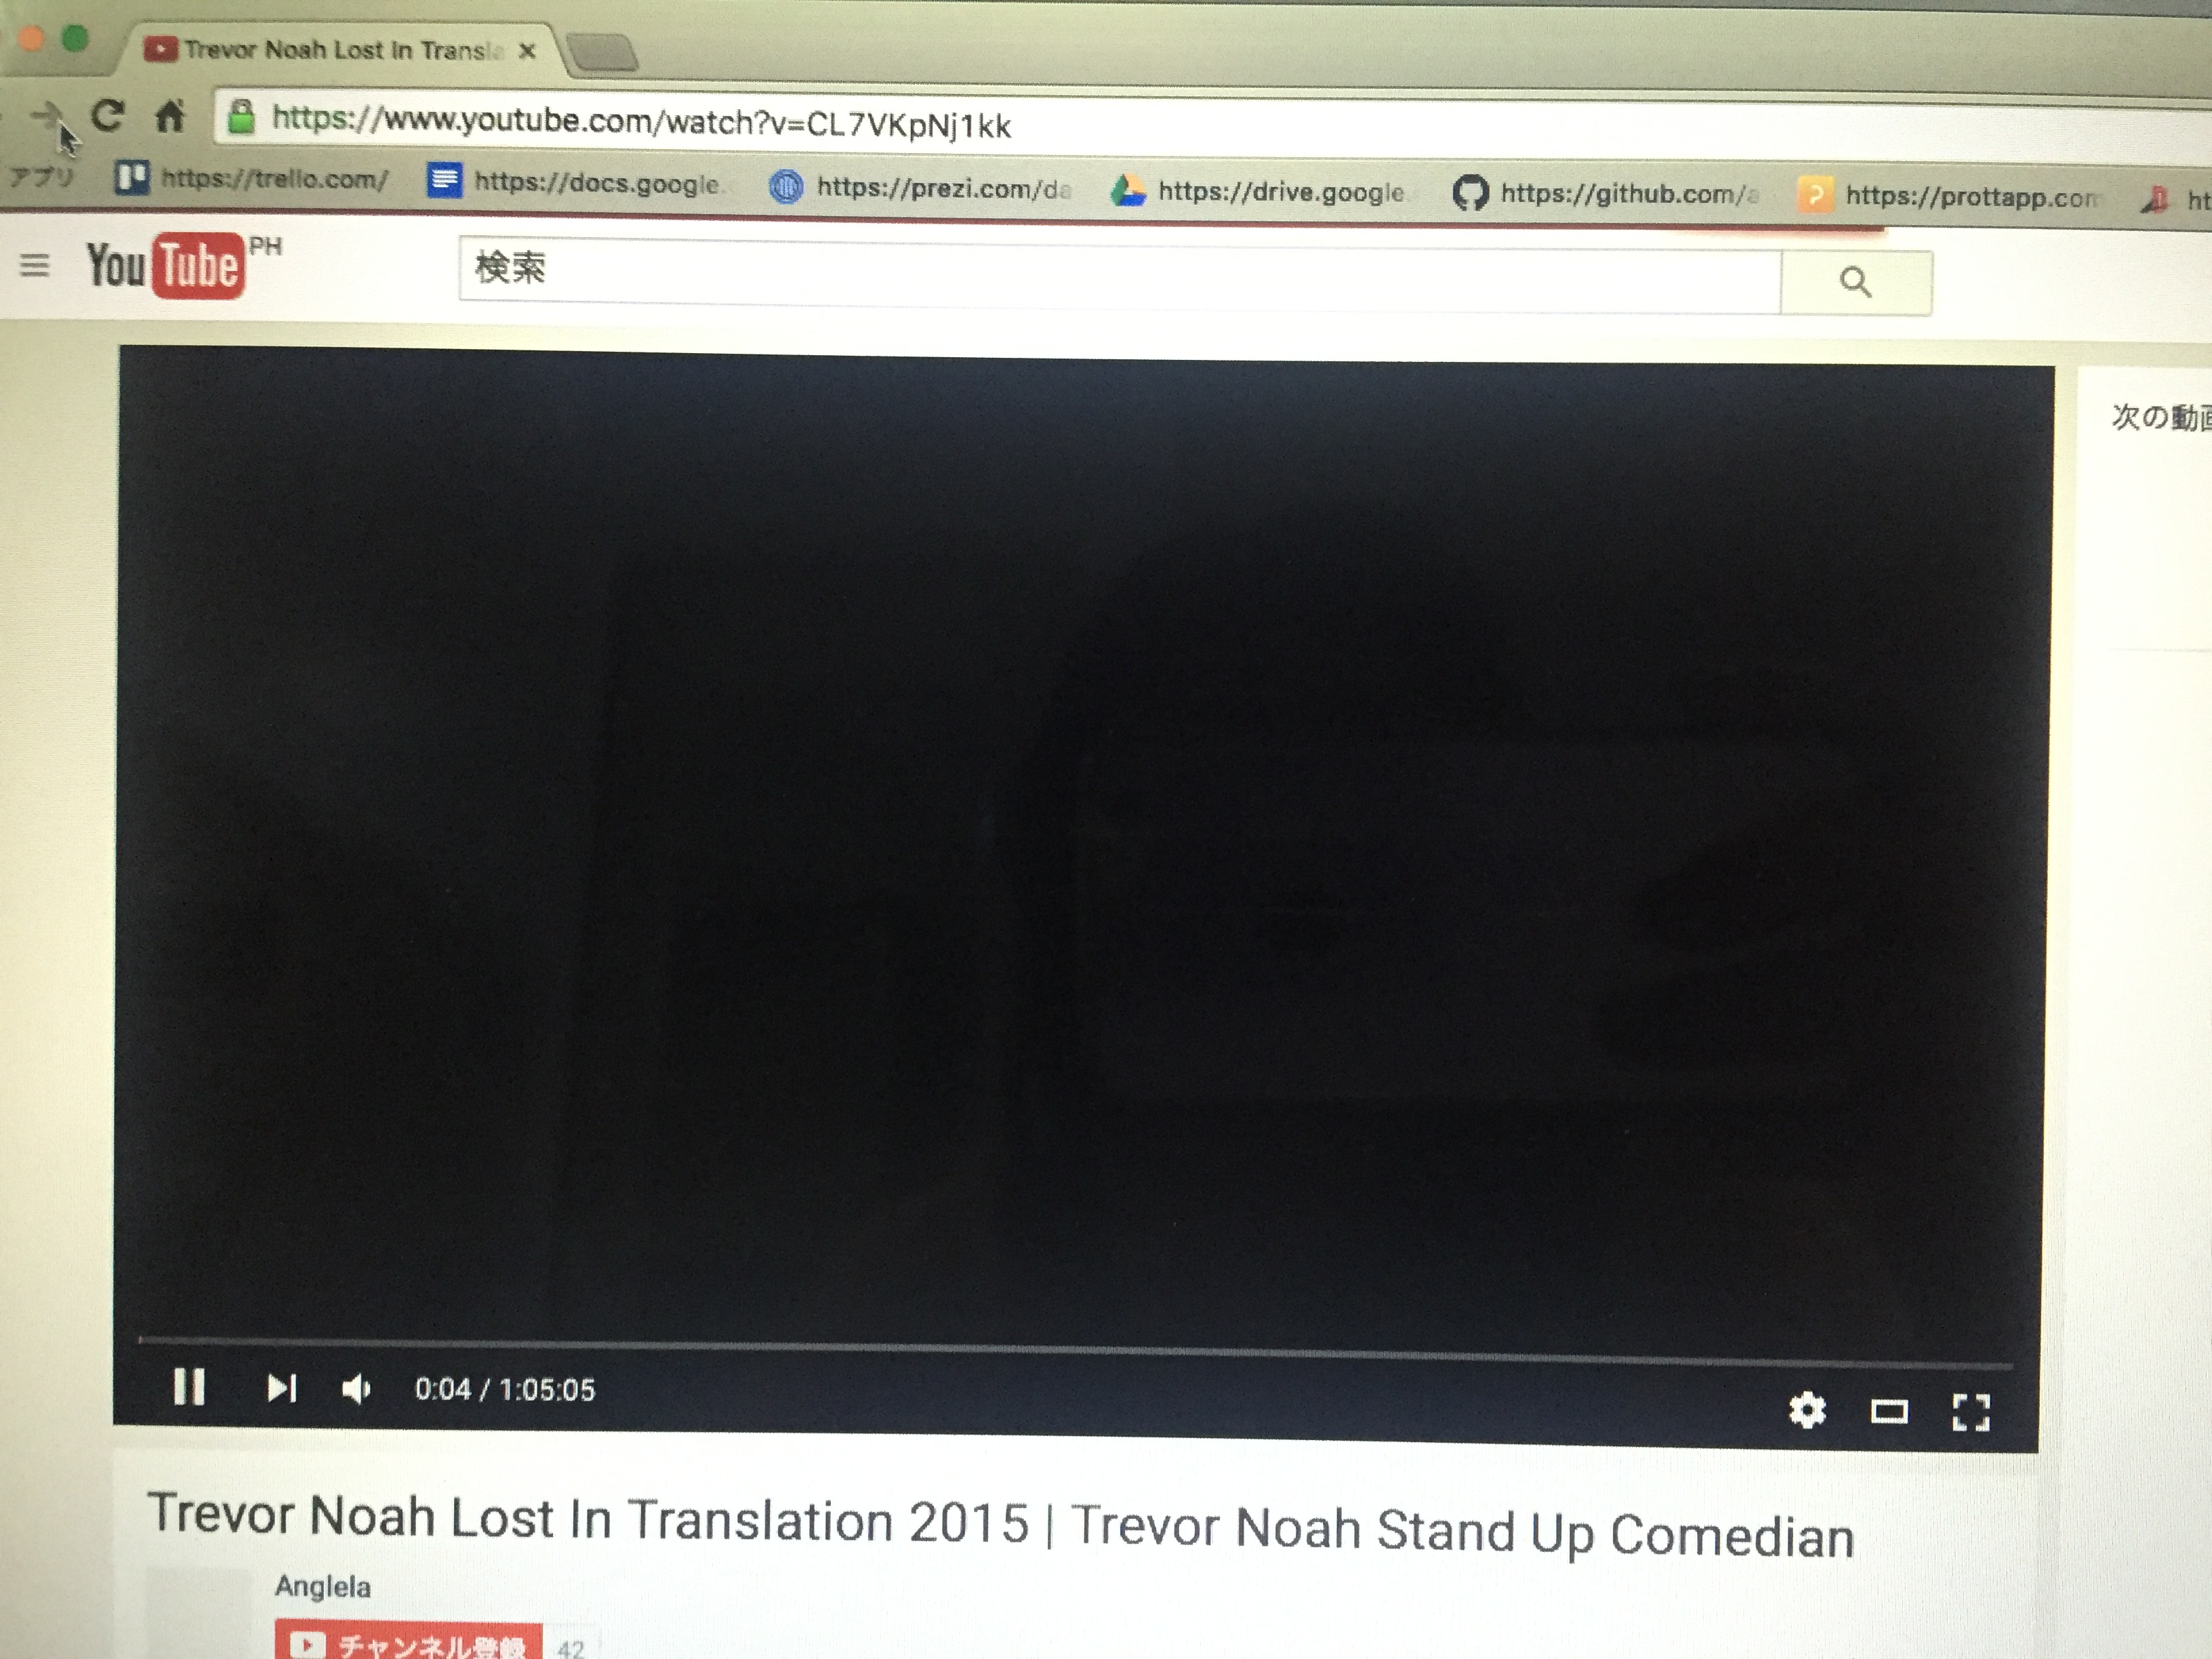 Trevor Noah Lost In Transla
https://www.youtube.com/watch?v=CL7VKpNj1kk
アプリ https://trello.com/ https://docs.google. https://prezi.com/da https://drive.google https://github.com/a https://prottapp.com ht
YouTube PH
検索
次の動画
0:04 / 1:05:05
Trevor Noah Lost In Translation 2015 | Trevor Noah Stand Up Comedian
Anglela
チャンネル登録 42